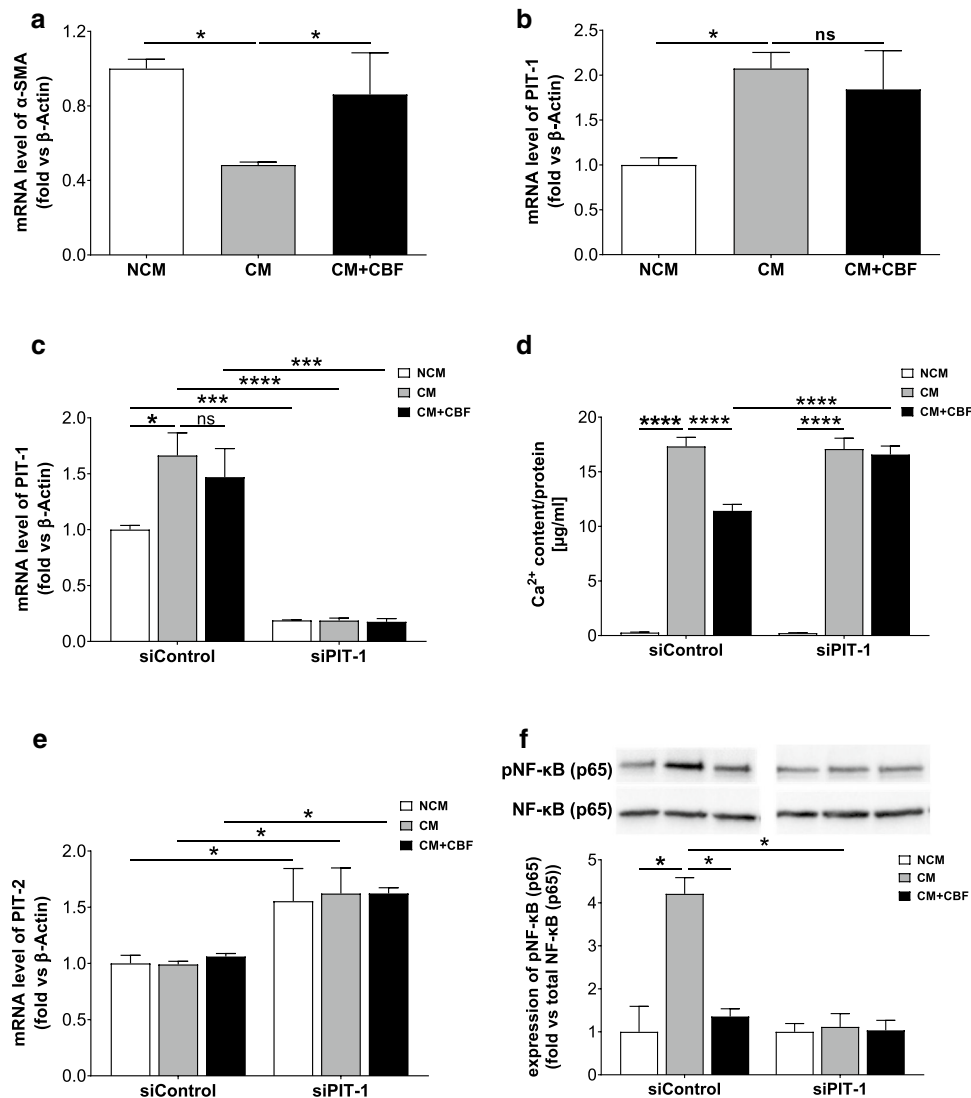 a
mRNA level of α-SMA
(fold vs β-Actin)
1.2
0.8
0.4
0.0
* *
NCM CM CM+CBF
b
mRNA level of PIT-1
(fold vs β-Actin)
2.5
2.0
1.5
1.0
0.5
0.0
* ns
NCM CM CM+CBF
c
mRNA level of PIT-1
(fold vs β-Actin)
2.0
1.5
1.0
0.5
0.0
***
****
***
* ns
NCM
CM
CM+CBF
siControl siPIT-1
d
Ca2+ content/protein
[µg/ml]
20
15
10
5
0
****
**** **** ****
NCM
CM
CM+CBF
siControl siPIT-1
e
mRNA level of PIT-2
(fold vs β-Actin)
2.0
1.5
1.0
0.5
0.0
*
*
*
NCM
CM
CM+CBF
siControl siPIT-1
f
pNF-κB (p65)
NF-κB (p65)
expression of pNF-κB (p65)
(fold vs total NF-κB (p65))
5
4
2
1
0
*
* *
NCM
CM
CM+CBF
siControl siPIT-1